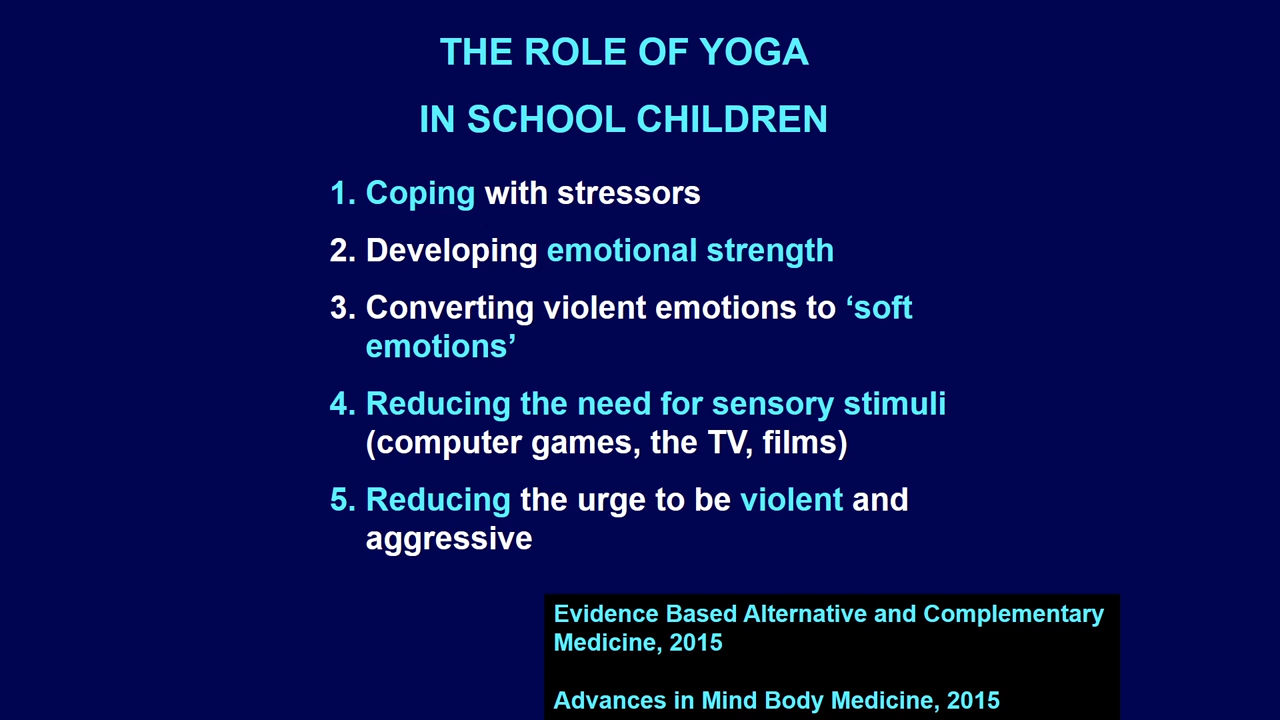 THE ROLE OF YOGA
IN SCHOOL CHILDREN
1. Coping with stressors
2. Developing emotional strength
3. Converting violent emotions to ‘soft
emotions’
4. Reducing the need for sensory stimuli
(computer games, the TV, films)
5. Reducing the urge to be violent and
aggressive
Evidence Based Alternative and Complementary
Medicine, 2015
Advances in Mind Body Medicine, 2015